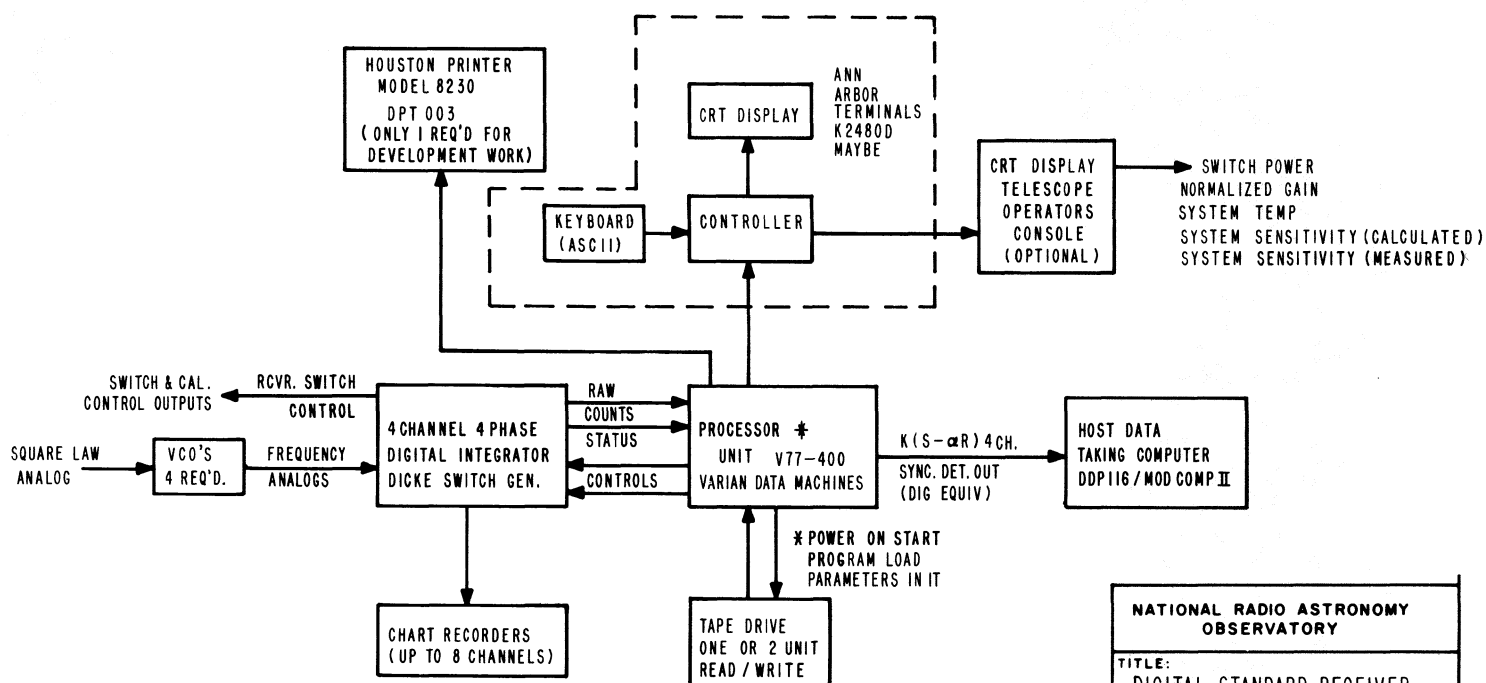 HOUSTON PRINTER
MODEL 8230
DPT 003
(ONLY 1 REQ'D FOR
DEVELOPMENT WORK)
CRT DISPLAY
ANN
ARBOR
TERMINALS
K2480D
MAYBE
KEYBOARD
(ASCII)
CONTROLLER
CRT DISPLAY
TELESCOPE
OPERATORS
CONSOLE
(OPTIONAL)
SWITCH POWER
NORMALIZED GAIN
SYSTEM TEMP
SYSTEM SENSITIVITY (CALCULATED)
SYSTEM SENSITIVITY (MEASURED)
SWITCH & CAL.
CONTROL OUTPUTS
RCVR. SWITCH
CONTROL
SQUARE LAW
ANALOG
VCO'S
4 REQ'D.
FREQUENCY
ANALOGS
4 CHANNEL 4 PHASE
DIGITAL INTEGRATOR
DICKE SWITCH GEN.
RAW
COUNTS
STATUS
CONTROLS
PROCESSOR *
UNIT V77-400
VARIAN DATA MACHINES
K(S-αR) 4 CH.
SYNC. DET. OUT
(DIG EQUIV)
HOST DATA
TAKING COMPUTER
DDP116 / MOD COMP II
* POWER ON START
PROGRAM LOAD
PARAMETERS IN IT
CHART RECORDERS
(UP TO 8 CHANNELS)
TAPE DRIVE
ONE OR 2 UNIT
READ / WRITE
NATIONAL RADIO ASTRONOMY
OBSERVATORY
TITLE:
DIGITAL STANDARD RECEIVER